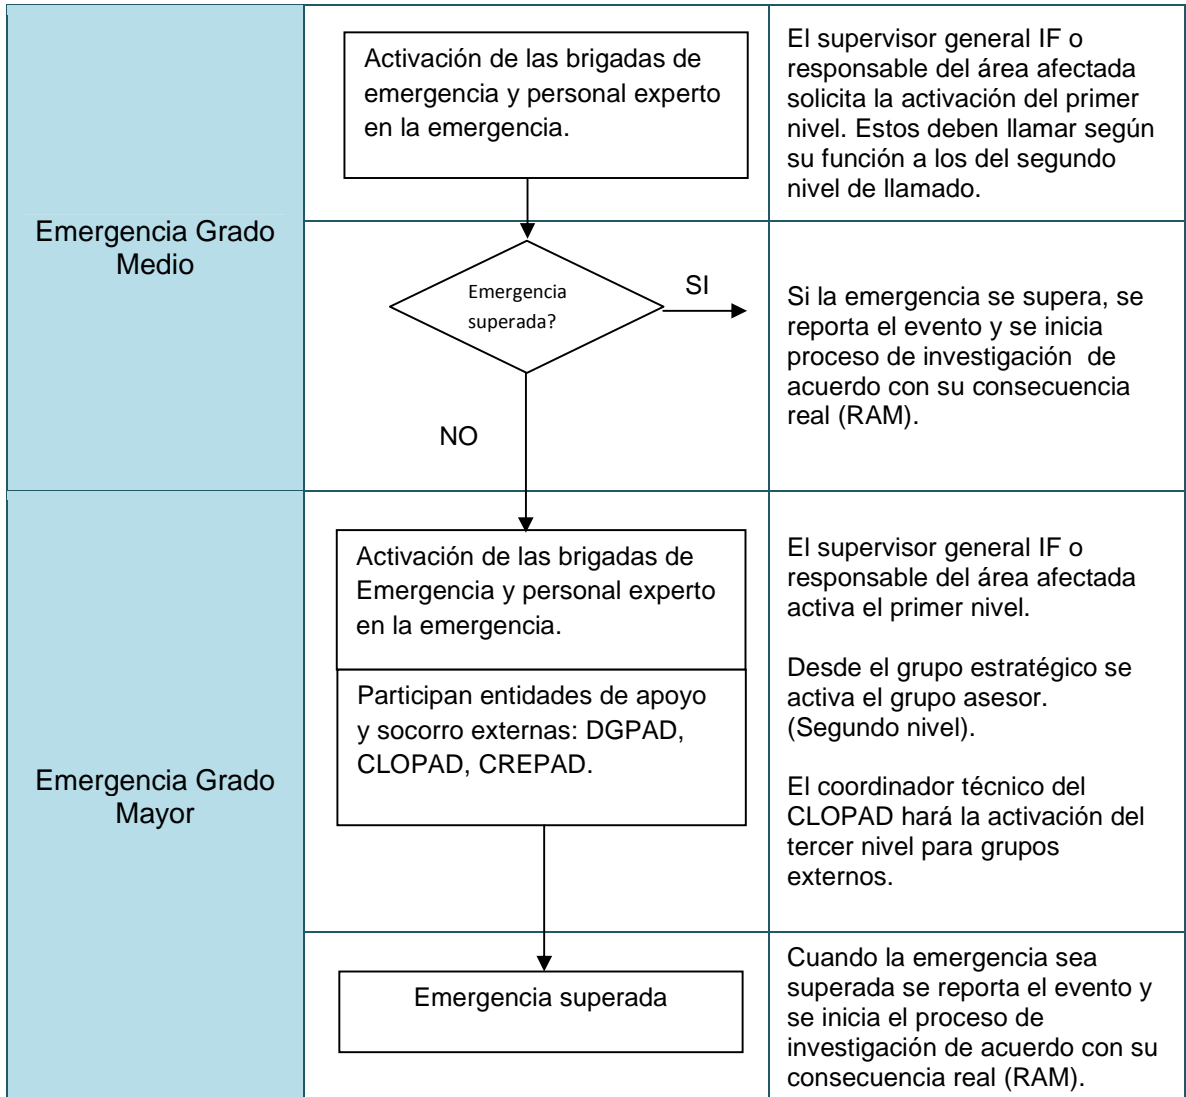 Emergencia Grado
Medio
Activación de las brigadas de
emergencia y personal experto
en la emergencia.
El supervisor general IF o
responsable del área afectada
solicita la activación del primer
nivel. Estos deben llamar según
su función a los del segundo
nivel de llamado.
Emergencia
superada?
SI
NO
Si la emergencia se supera, se
reporta el evento y se inicia
proceso de investigación de
acuerdo con su consecuencia
real (RAM).
Emergencia Grado
Mayor
Activación de las brigadas de
Emergencia y personal experto
en la emergencia.
Participan entidades de apoyo
y socorro externas: DGPAD,
CLOPAD, CREPAD.
El supervisor general IF o
responsable del área afectada
activa el primer nivel.
Desde el grupo estratégico se
activa el grupo asesor.
(Segundo nivel).
El coordinador técnico del
CLOPAD hará la activación del
tercer nivel para grupos
externos.
Emergencia superada
Cuando la emergencia sea
superada se reporta el evento y
se inicia el proceso de
investigación de acuerdo con su
consecuencia real (RAM).